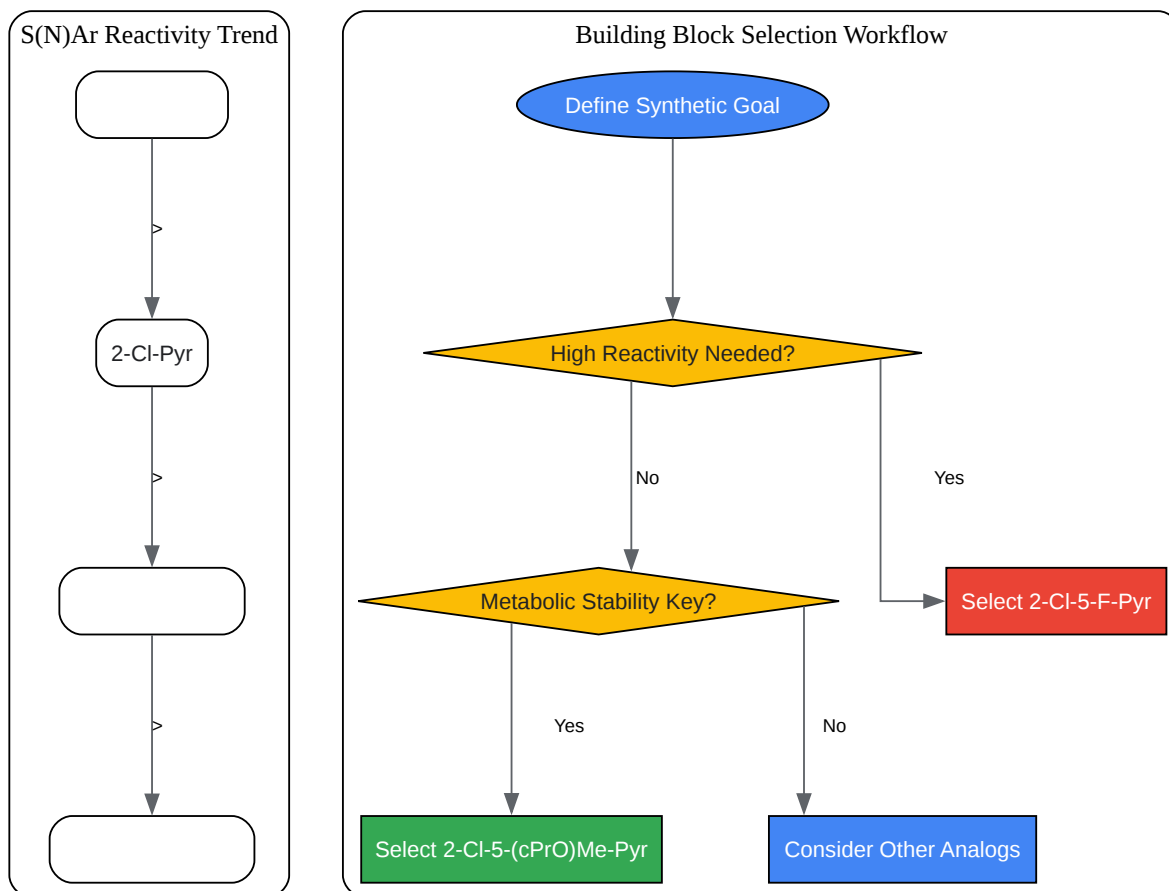 S(N)Ar Reactivity Trend
>
2-Cl-Pyr
>
>
Building Block Selection Workflow
Define Synthetic Goal
High Reactivity Needed?
No
Yes
Metabolic Stability Key?
Select 2-Cl-5-F-Pyr
Yes
No
Select 2-Cl-5-(cPrO)Me-Pyr
Consider Other Analogs